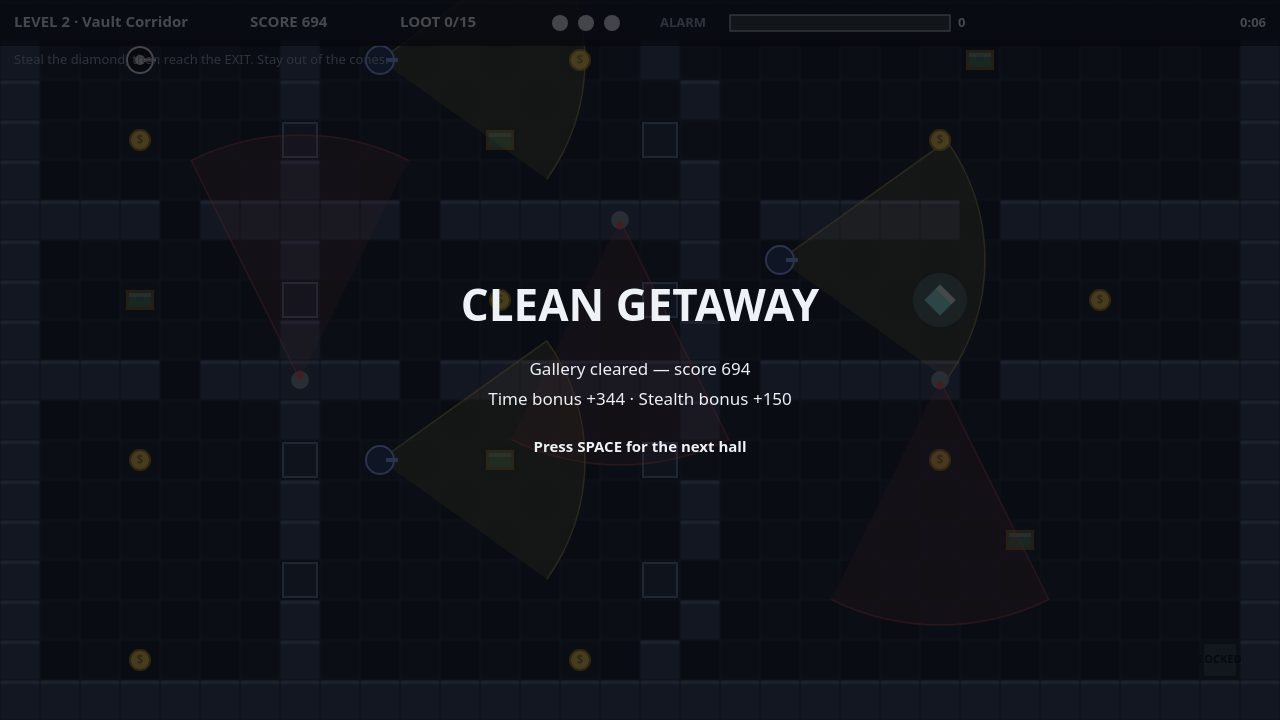 LEVEL 2 · Vault Corridor SCORE 694 LOOT 0/15 ALARM 0 0:06
Steal the diamond, then reach the EXIT. Stay out of the cones.
$
$
$
$
$
CLEAN GETAWAY
Gallery cleared — score 694
Time bonus +344 · Stealth bonus +150
Press SPACE for the next hall
$
$
$
$
LOCKED